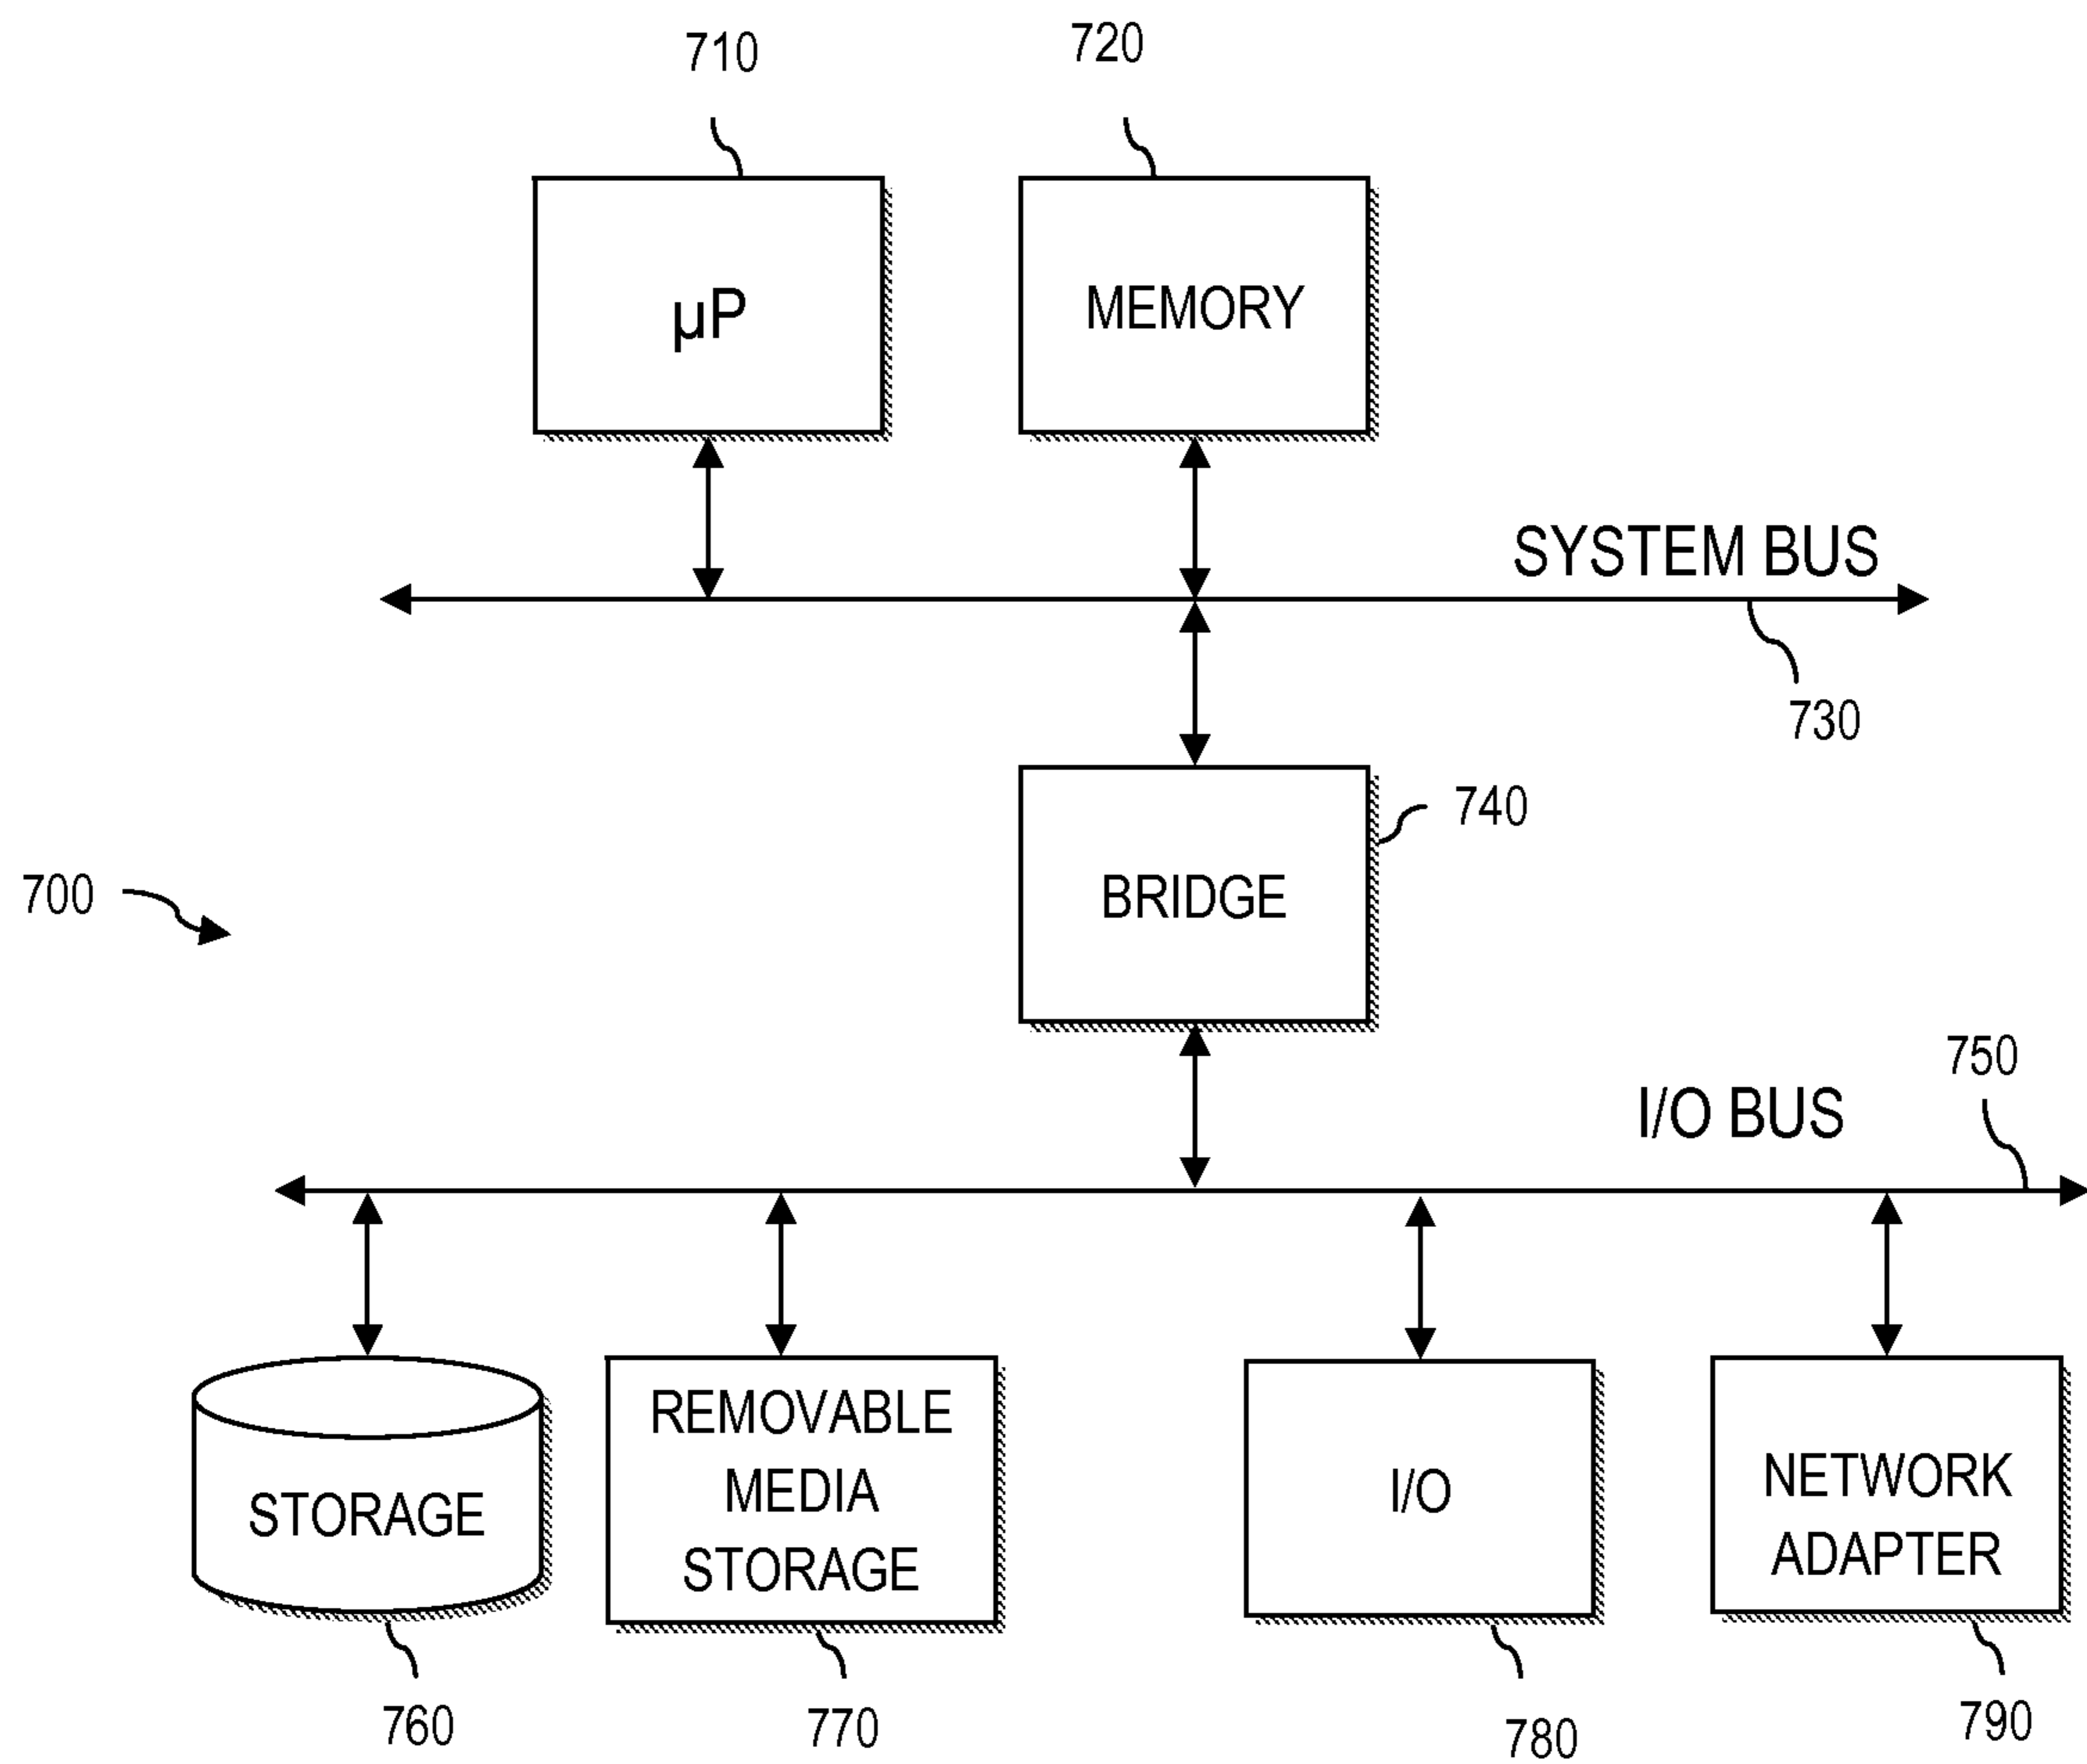 710
720
µP
MEMORY
SYSTEM BUS
730
740
BRIDGE
700
750
I/O BUS
STORAGE
REMOVABLE
MEDIA
STORAGE
I/O
NETWORK
ADAPTER
760
770
780
790